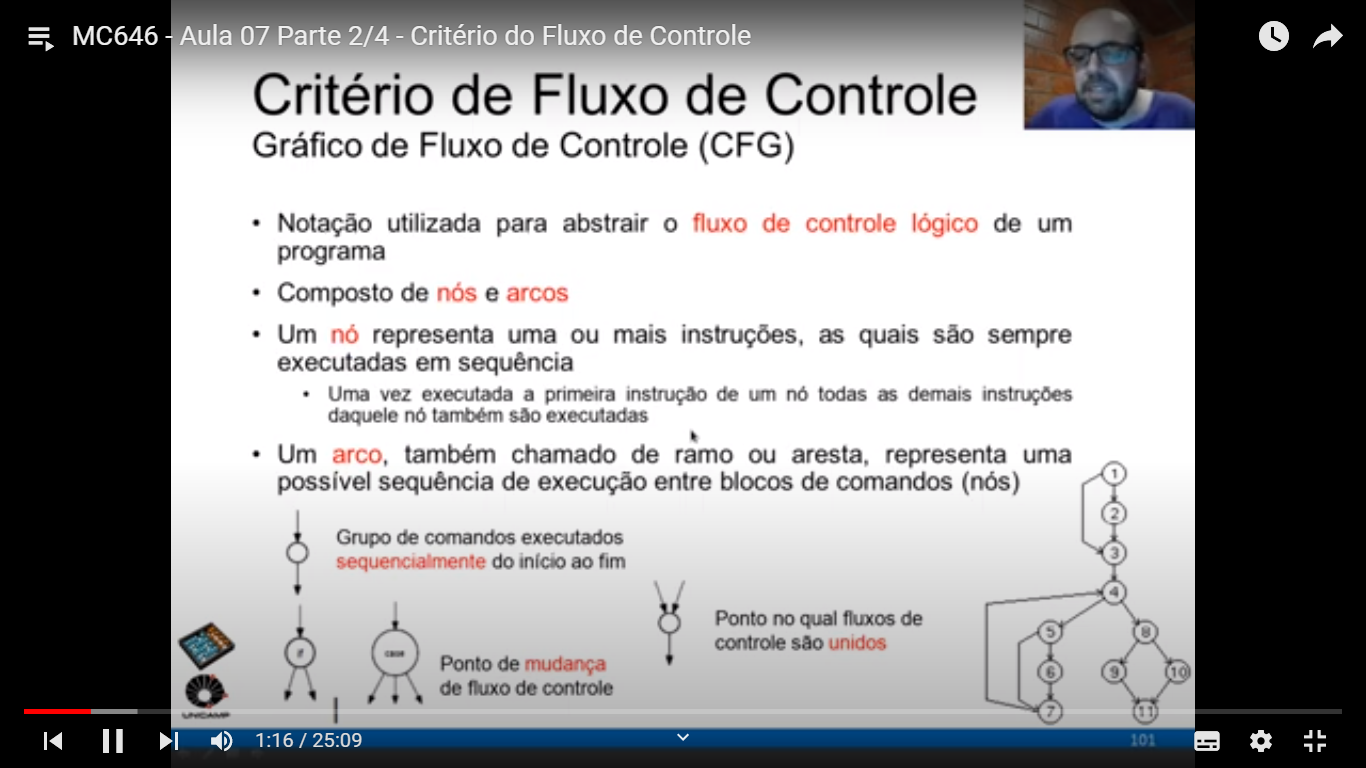 MC646 - Aula 07 Parte 2/4 - Critério do Fluxo de Controle
Critério de Fluxo de Controle
Gráfico de Fluxo de Controle (CFG)
• Notação utilizada para abstrair o fluxo de controle lógico de um
programa
• Composto de nós e arcos
• Um nó representa uma ou mais instruções, as quais são sempre
executadas em sequência
• Uma vez executada a primeira instrução de um nó todas as demais instruções
daquele nó também são executadas
• Um arco, também chamado de ramo ou aresta, representa uma
possível sequência de execução entre blocos de comandos (nós)
Grupo de comandos executados
sequencialmente do início ao fim
if
case
Ponto de mudança
de fluxo de controle
Ponto no qual fluxos de
controle são unidos
1
2
3
4
5 8
6 9 10
7 11
UNICAMP
1:16 / 25:09
101